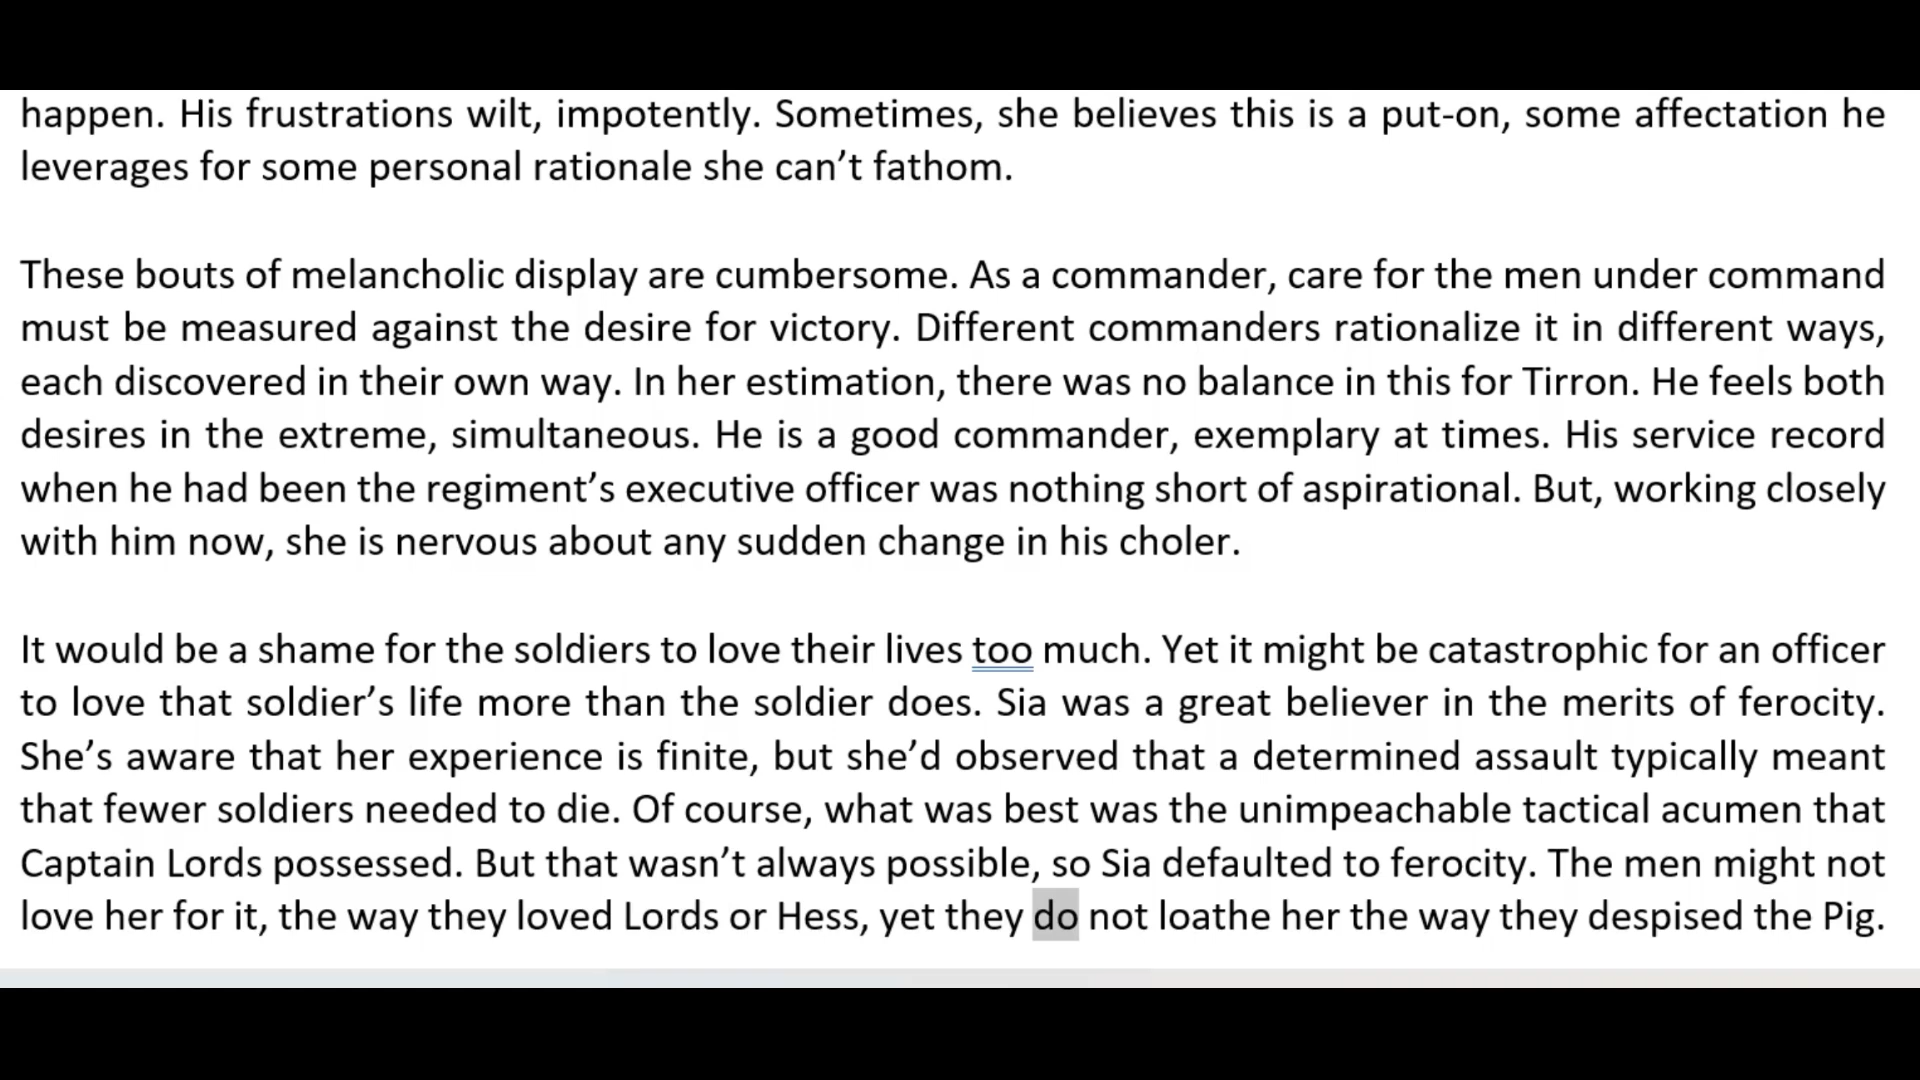 happen. His frustrations wilt, impotently. Sometimes, she believes this is a put-on, some affectation he
leverages for some personal rationale she can’t fathom.
These bouts of melancholic display are cumbersome. As a commander, care for the men under command
must be measured against the desire for victory. Different commanders rationalize it in different ways,
each discovered in their own way. In her estimation, there was no balance in this for Tirron. He feels both
desires in the extreme, simultaneous. He is a good commander, exemplary at times. His service record
when he had been the regiment’s executive officer was nothing short of aspirational. But, working closely
with him now, she is nervous about any sudden change in his choler.
It would be a shame for the soldiers to love their lives too much. Yet it might be catastrophic for an officer
to love that soldier’s life more than the soldier does. Sia was a great believer in the merits of ferocity.
She’s aware that her experience is finite, but she’d observed that a determined assault typically meant
that fewer soldiers needed to die. Of course, what was best was the unimpeachable tactical acumen that
Captain Lords possessed. But that wasn’t always possible, so Sia defaulted to ferocity. The men might not
love her for it, the way they loved Lords or Hess, yet they do not loathe her the way they despised the Pig.